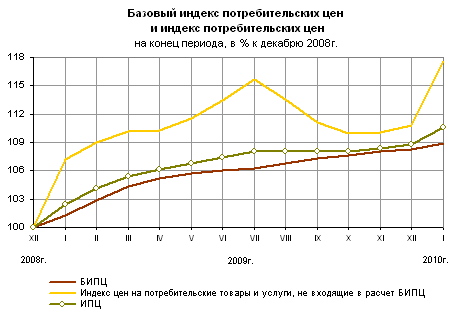 Базовый индекс потребительских цен
и индекс потребительских цен
на конец периода, в % к декабрю 2008г.
118
115
112
109
106
103
100
XII I II III IV V VI VII VIII IX X XI XII I
2008г. 2009г. 2010г.
БИПЦ
Индекс цен на потребительские товары и услуги, не входящие в расчет БИПЦ
ИПЦ